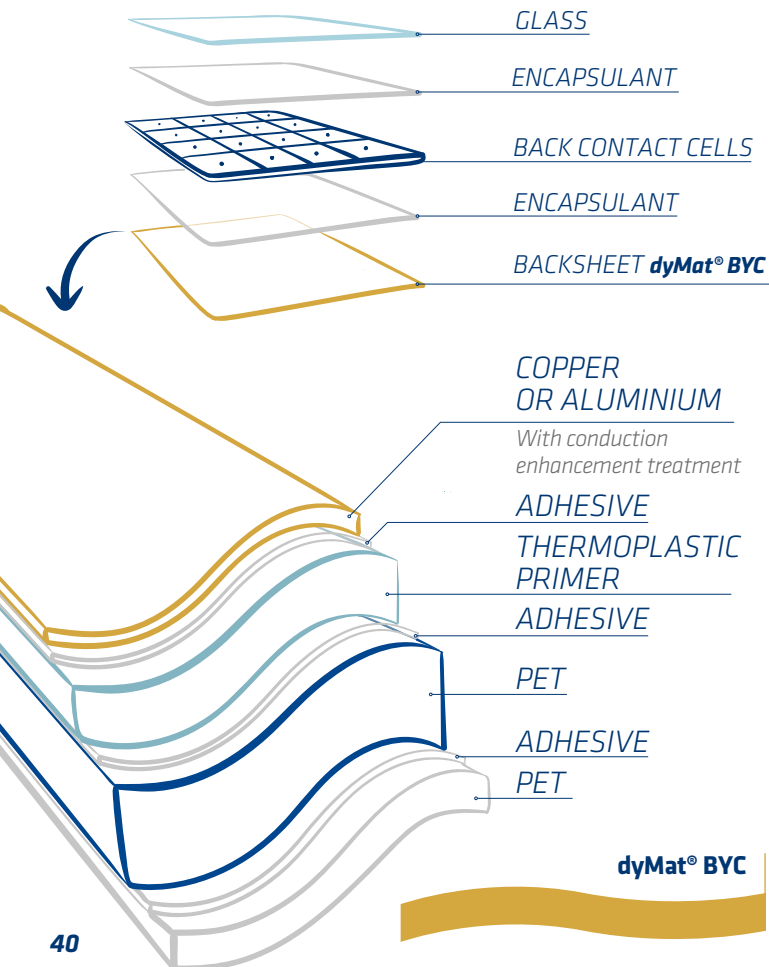 GLASS
ENCAPSULANT
BACK CONTACT CELLS
ENCAPSULANT
BACKSHEET dyMat® BYC
COPPER
OR ALUMINIUM
With conduction
enhancement treatment
ADHESIVE
THERMOPLASTIC
PRIMER
ADHESIVE
PET
ADHESIVE
PET
dyMat® BYC
40